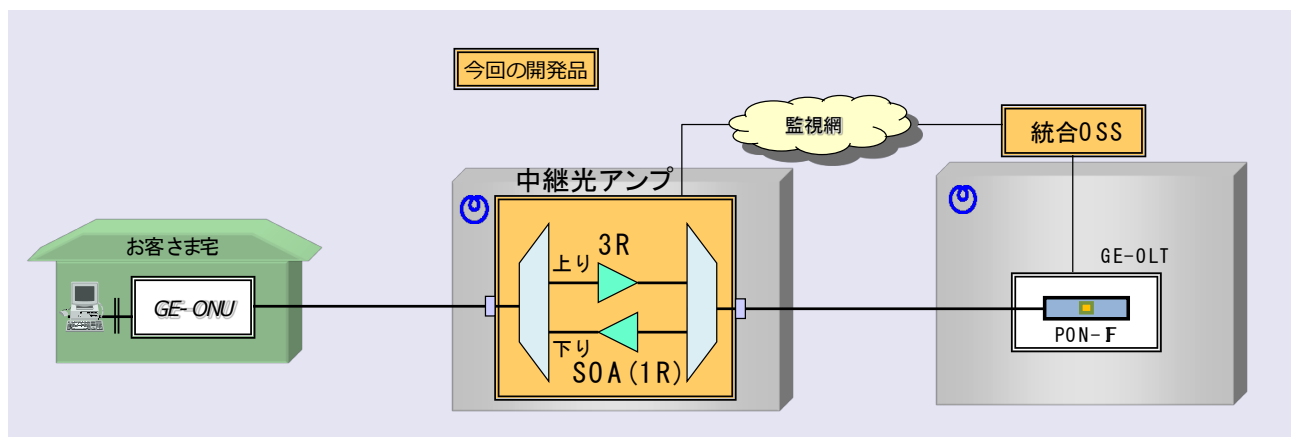 今回の開発品
監視網
統合OSS
中継光アンプ
お客さま宅
3R
上り
GE-OLT
GE-ONU
PON-IF
下り
SOA(1R)